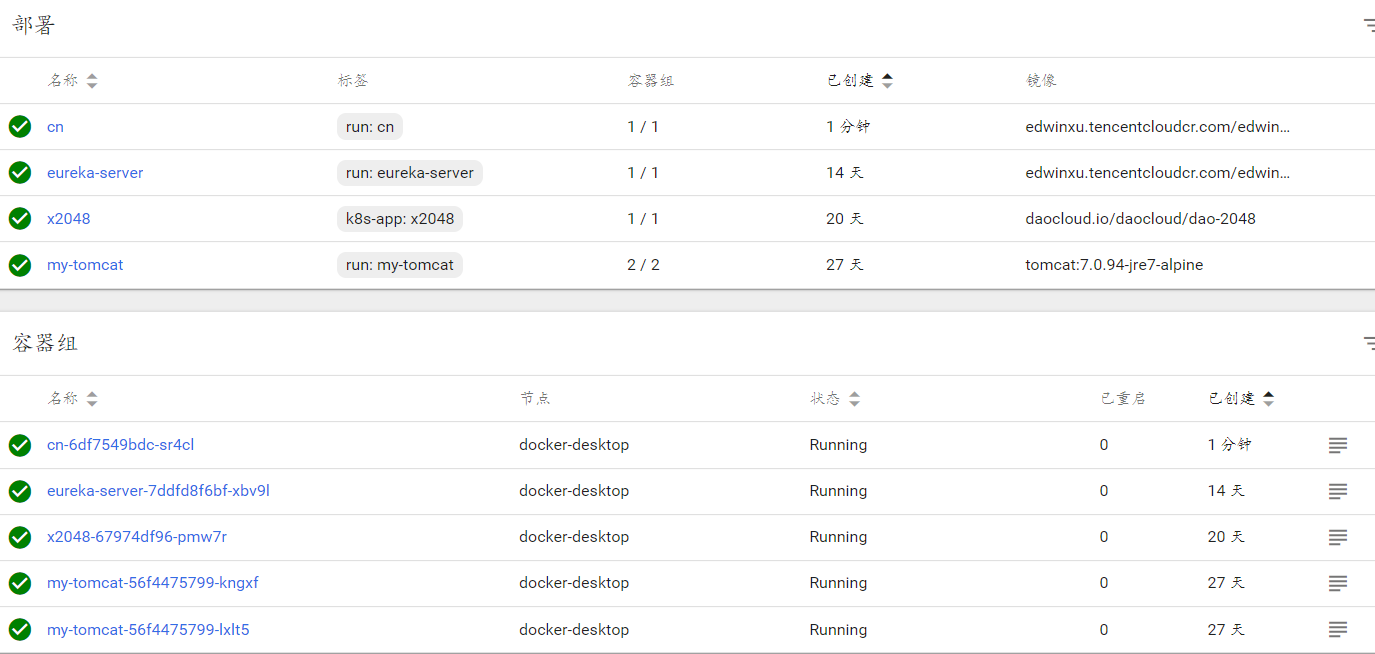 部署
名称 标签 容器组 已创建 镜像
cn run: cn 1 / 1 1 分钟 edwinxu.tencentcloudcr.com/edwin…
eureka-server run: eureka-server 1 / 1 14 天 edwinxu.tencentcloudcr.com/edwin…
x2048 k8s-app: x2048 1 / 1 20 天 daocloud.io/daocloud/dao-2048
my-tomcat run: my-tomcat 2 / 2 27 天 tomcat:7.0.94-jre7-alpine
容器组
名称 节点 状态 已重启 已创建
cn-6df7549bdc-sr4cl docker-desktop Running 0 1 分钟
eureka-server-7ddfd8f6bf-xbv9l docker-desktop Running 0 14 天
x2048-67974df96-pmw7r docker-desktop Running 0 20 天
my-tomcat-56f4475799-kngxf docker-desktop Running 0 27 天
my-tomcat-56f4475799-lxlt5 docker-desktop Running 0 27 天